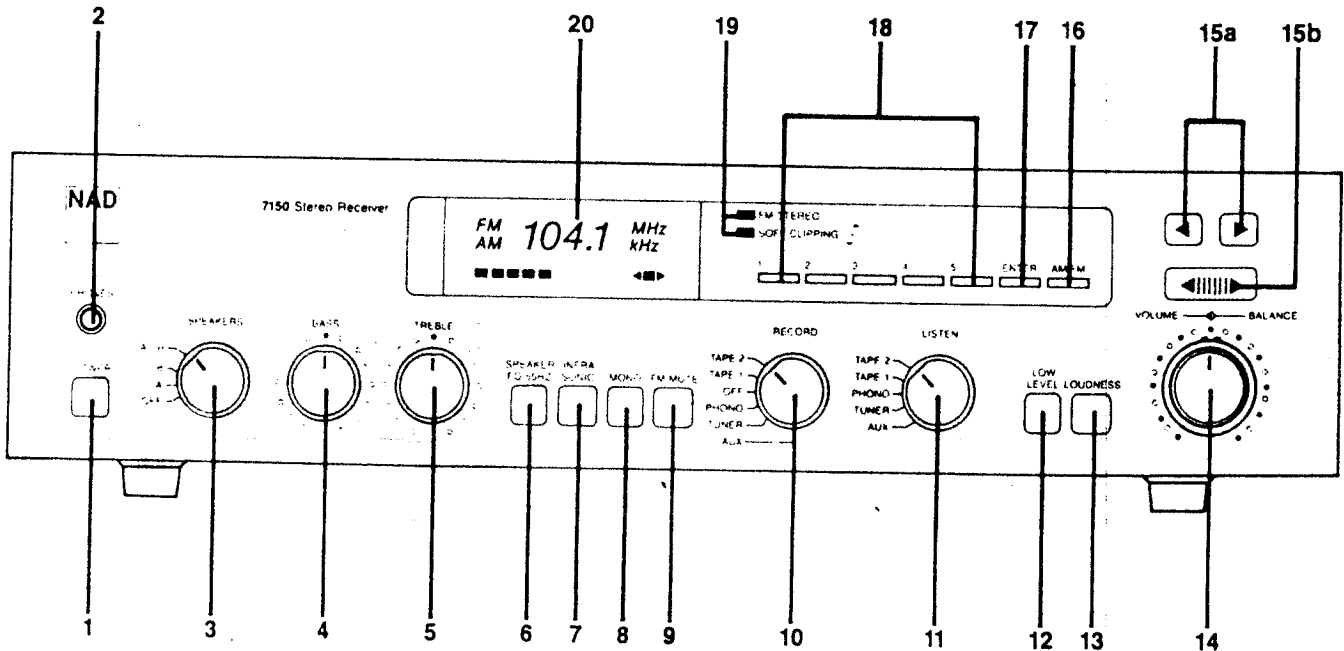 2
20
19
18
17
16
15a
15b
NAD
7150 Stereo Receiver
FM 104.1 MHz
AM kHz
FM STEREO
SOFT CLIPPING
1 2 3 4 5 ENTER AM/FM
VOLUME BALANCE
PHONES
SPEAKERS
BASS
TREBLE
RECORD
LISTEN
A
OFF
SPEAKER INFRA
SONIC MONO FM MUTE
TAPE 2
TAPE 1
OFF
PHONO
TUNER
AUX
TAPE 2
TAPE 1
PHONO
TUNER
AUX
LOW
LEVEL LOUDNESS
1
3
4
5
6
7
8
9
10
11
12
13
14